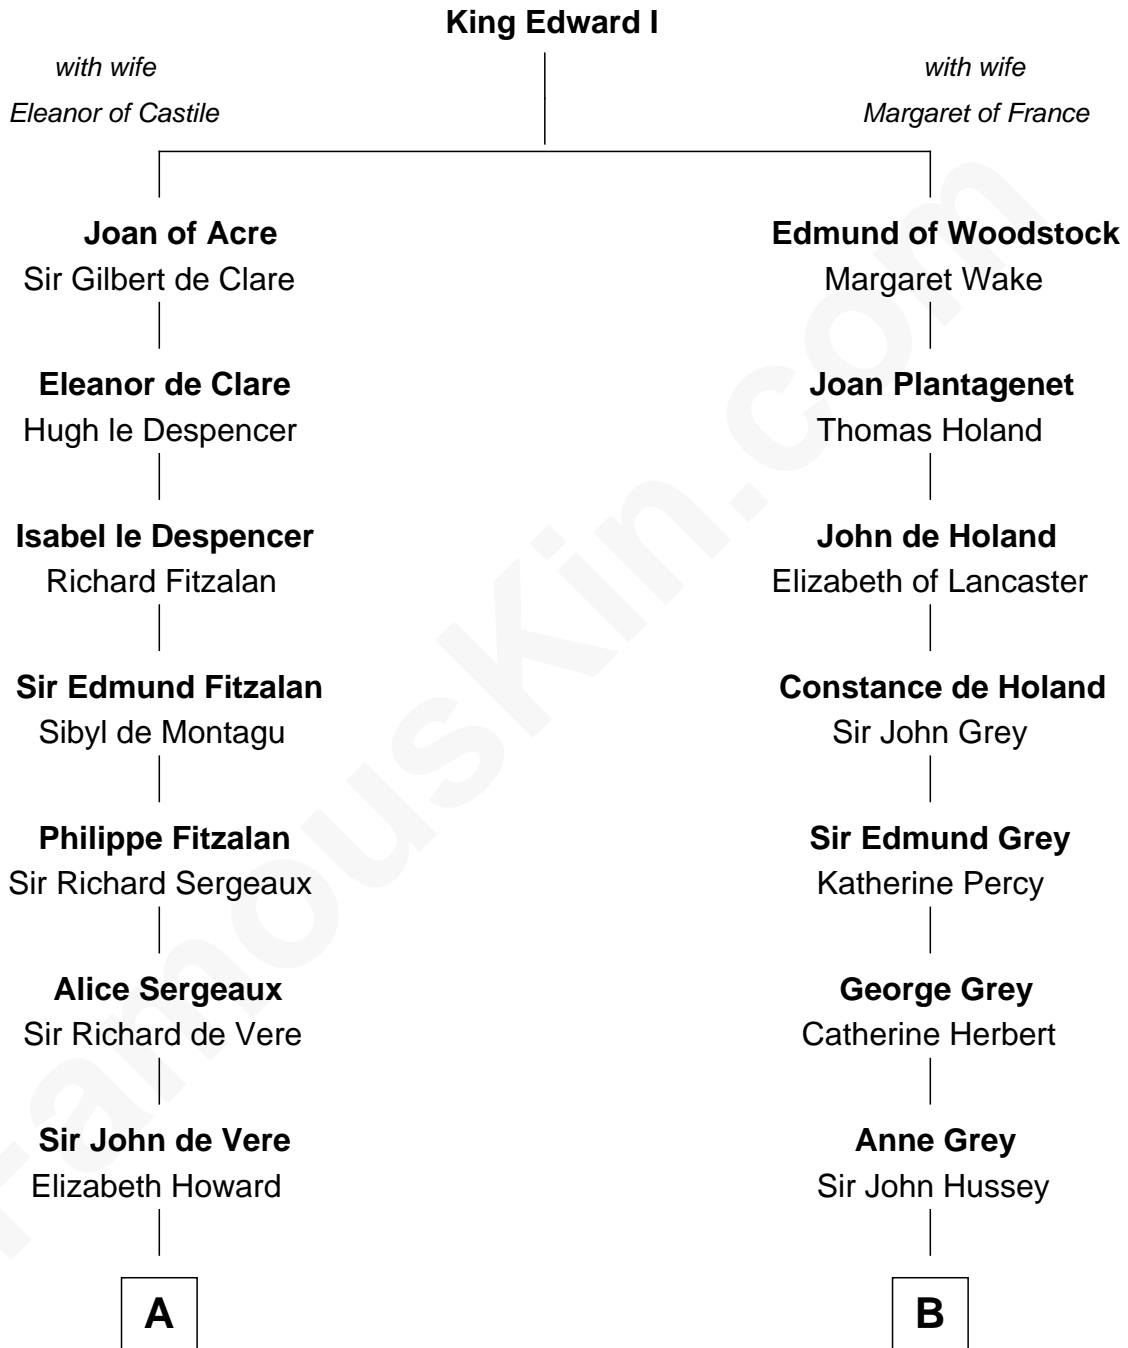 King Edward I
with wife
Eleanor of Castile
with wife
Margaret of France
Joan of Acre
Sir Gilbert de Clare
Edmund of Woodstock
Margaret Wake
Eleanor de Clare
Hugh le Despencer
Joan Plantagenet
Thomas Holand
Isabel le Despencer
Richard Fitzalan
John de Holand
Elizabeth of Lancaster
Sir Edmund Fitzalan
Sibyl de Montagu
Constance de Holand
Sir John Grey
Philippe Fitzalan
Sir Richard Sergeaux
Sir Edmund Grey
Katherine Percy
Alice Sergeaux
Sir Richard de Vere
George Grey
Catherine Herbert
Sir John de Vere
Elizabeth Howard
Anne Grey
Sir John Hussey
A
B
FamousKin.com